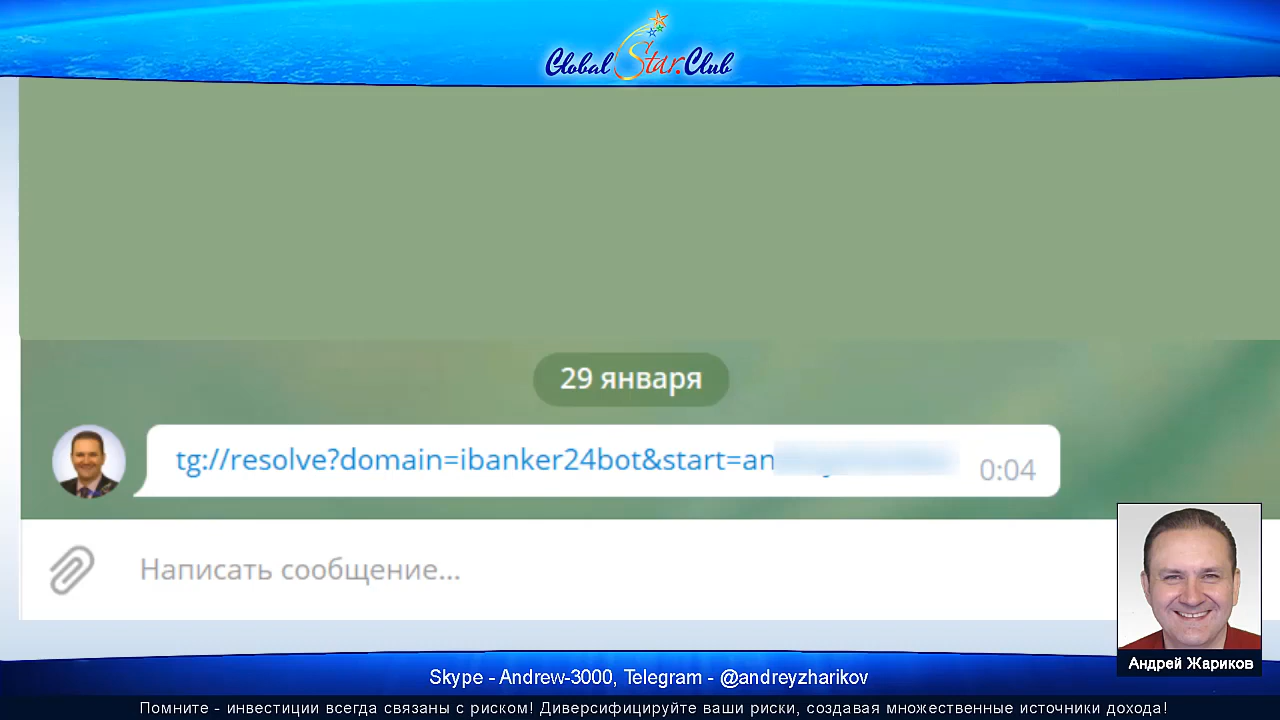 Global Star.Club
29 января
tg://resolve?domain=ibanker24bot&start=an
0:04
Написать сообщение...
Андрей Жариков
Skype - Andrew-3000, Telegram - @andreyzharikov
Помните - инвестиции всегда связаны с риском! Диверсифицируйте ваши риски, создавая множественные источники дохода!